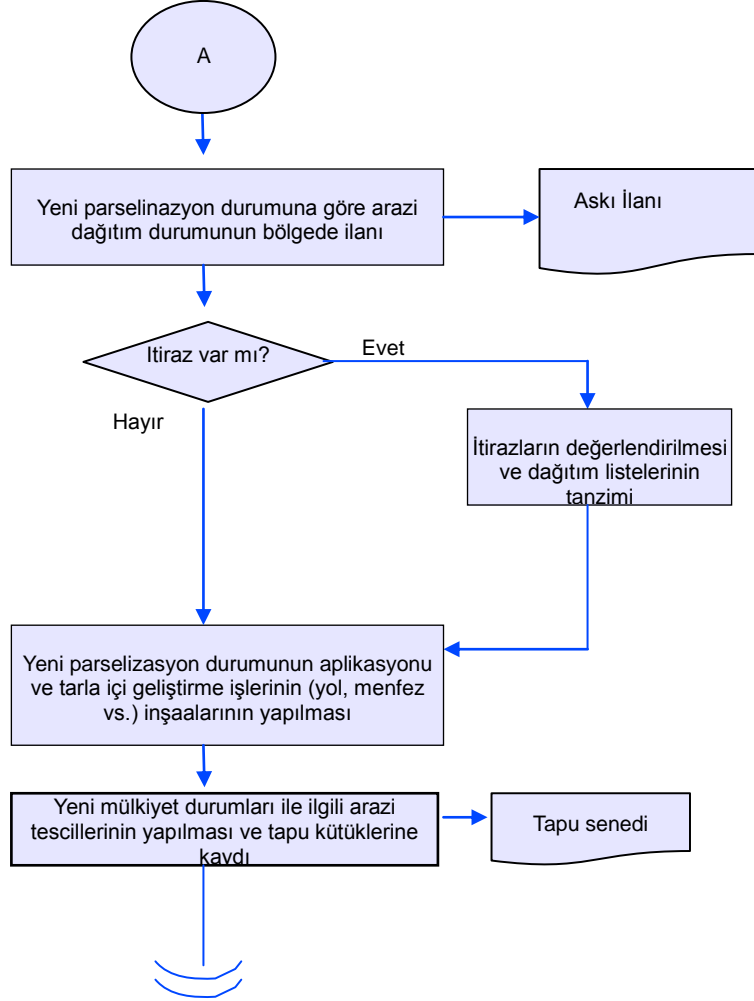 A
Yeni parselinazyon durumuna göre arazi
dağıtım durumunun bölgede ilanı
Askı İlanı
Itiraz var mı?
Evet
Hayır
İtirazların değerlendirilmesi
ve dağıtım listelerinin
tanzimi
Yeni parselizasyon durumunun aplikasyonu
ve tarla içi geliştirme işlerinin (yol, menfez
vs.) inşaalarının yapılması
Yeni mülkiyet durumları ile ilgili arazi
tescillerinin yapılması ve tapu kütüklerine
kaydı
Tapu senedi